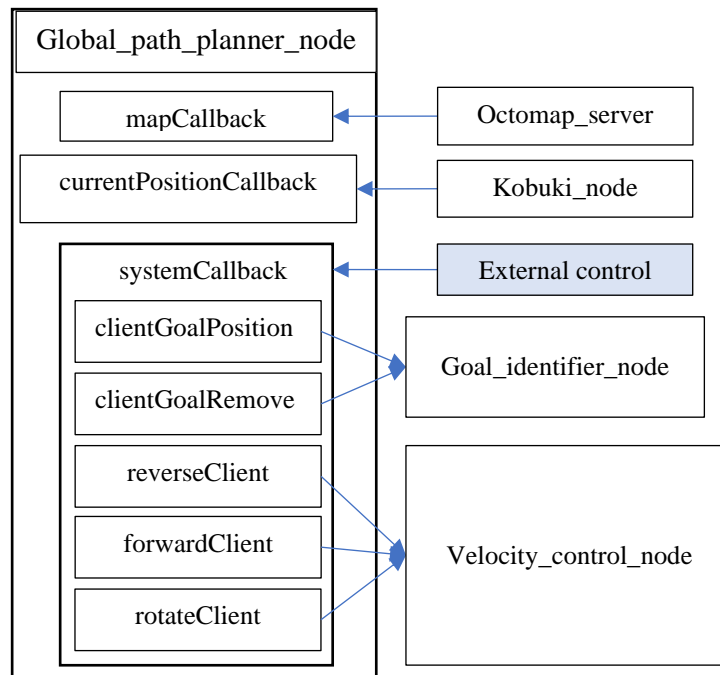 Global_path_planner_node
mapCallback
Octomap_server
currentPositionCallback
Kobuki_node
systemCallback
External control
clientGoalPosition
Goal_identifier_node
clientGoalRemove
reverseClient
forwardClient
Velocity_control_node
rotateClient